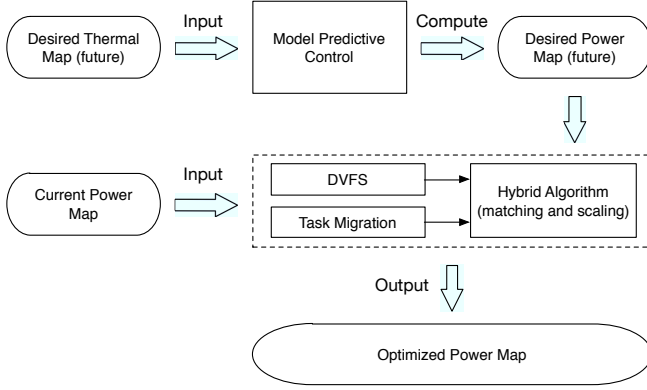 Input
Compute
Desired Thermal
Map (future)
Model Predictive
Control
Desired Power
Map (future)
Input
Current Power
Map
DVFS
Task Migration
Hybrid Algorithm
(matching and scaling)
Output
Optimized Power Map